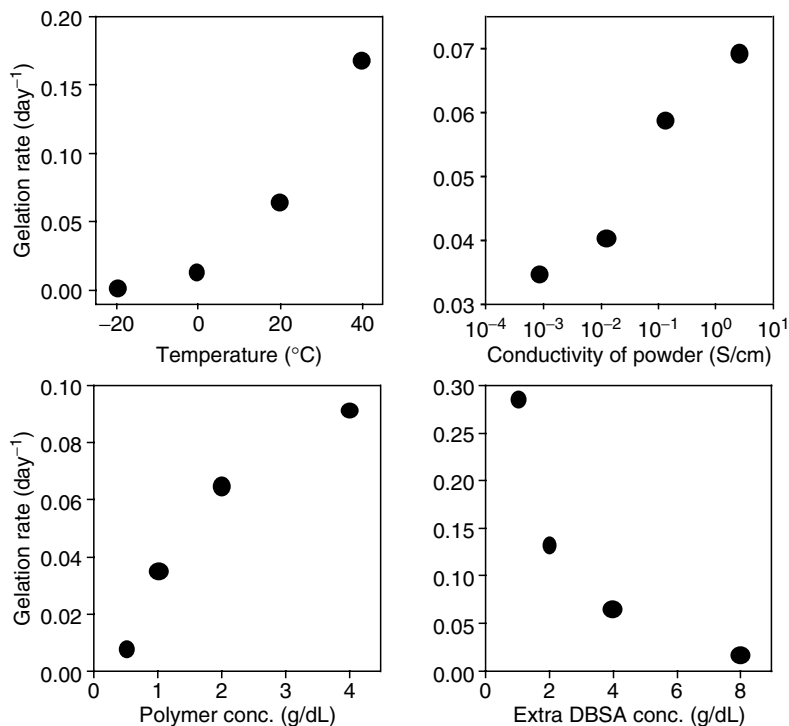 0.20
0.15
0.10
0.05
0.00
Gelation rate (day⁻¹)
−20 0 20 40
Temperature (°C)
0.07
0.06
0.05
0.04
0.03
10⁻⁴ 10⁻³ 10⁻² 10⁻¹ 10⁰ 10¹
Conductivity of powder (S/cm)
0.10
0.08
0.06
0.04
0.02
0.00
Gelation rate (day⁻¹)
0 1 2 3 4
Polymer conc. (g/dL)
0.30
0.25
0.20
0.15
0.10
0.05
0.00
0 2 4 6 8
Extra DBSA conc. (g/dL)